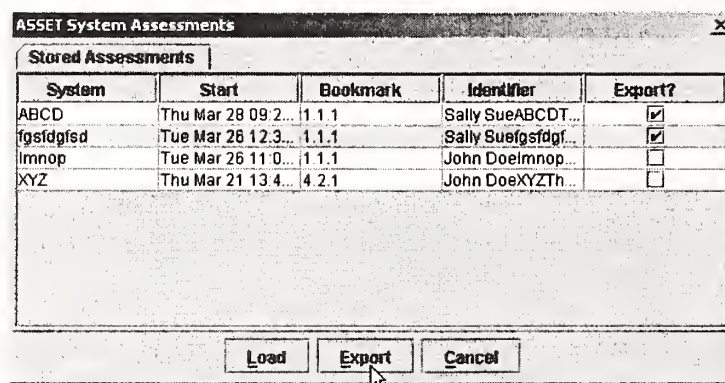 ASSET System Assessments
Stored Assessments
System Start Bookmark Identifier Export?
ABCD Thu Mar 28 09:2... 1.1.1 Sally SueABCDT...
fgsfdgfsd Tue Mar 26 12:3... 1.1.1 Sally Suefgsfdgf...
lmnop Tue Mar 26 11:0... 1.1.1 John Doelmnop...
XYZ Thu Mar 21 13:4... 4.2.1 John DoeXYZTh...
Load Export Cancel